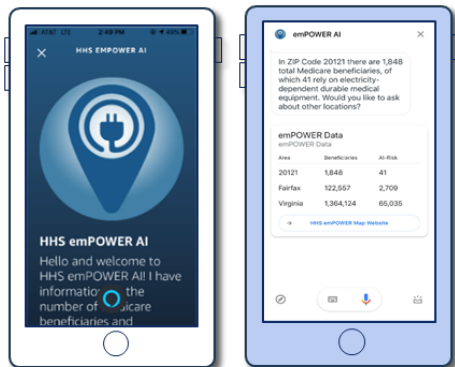 AT&T LTE 2:49 PM 49%
HHS EMPOWER AI
HHS emPOWER AI
Hello and welcome to
HHS emPOWER AI! I have
the
number of
beneficiaries and
emPOWER AI
In ZIP Code 20121 there are 1,848
total Medicare beneficiaries, of
which 41 rely on electricity-
dependent durable medical
equipment. Would you like to ask
about other locations?
emPOWER Data
emPOWER Data
Area Beneficiaries At-Risk
20121 1,848 41
Fairfax 122,557 2,709
Virginia 1,364,124 65,035
HHS emPOWER Map Website